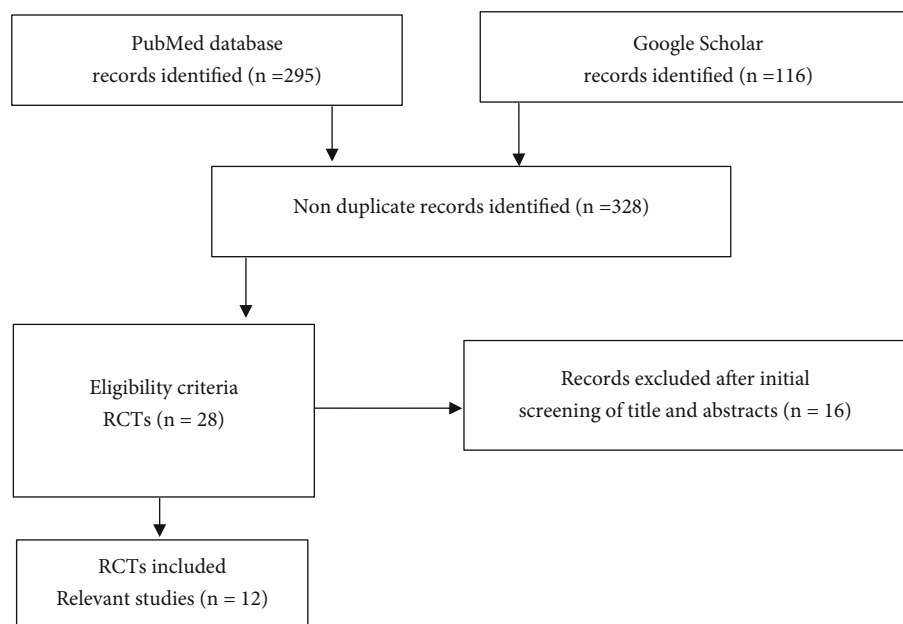 PubMed database
records identified (n =295)
Google Scholar
records identified (n =116)
Non duplicate records identified (n =328)
Eligibility criteria
RCTs (n = 28)
Records excluded after initial
screening of title and abstracts (n = 16)
RCTs included
Relevant studies (n = 12)